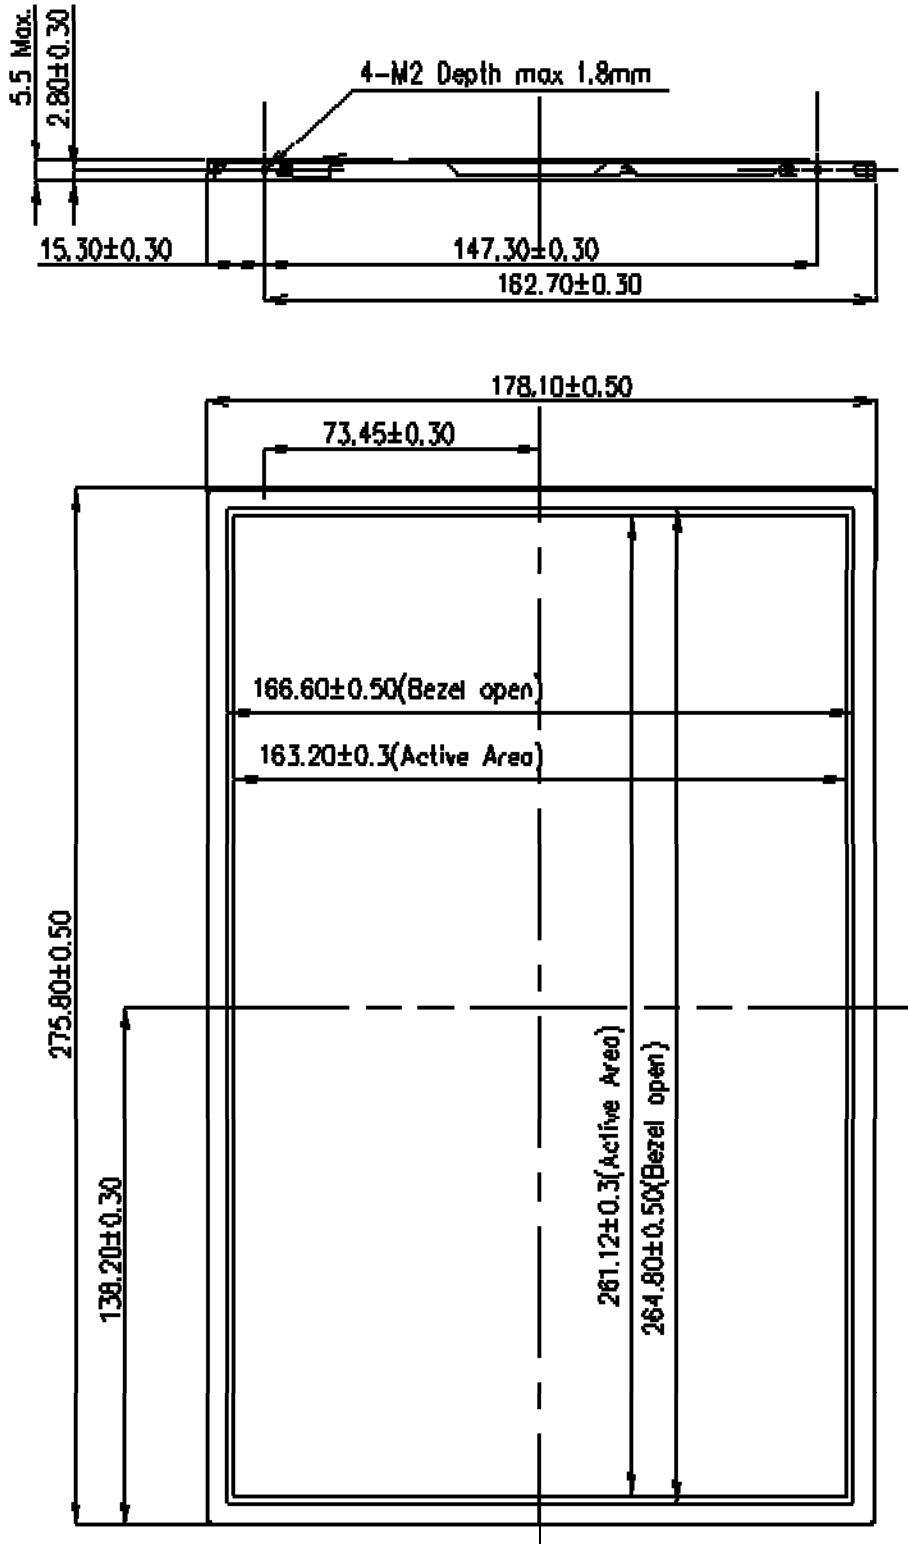 5.5 Max.
2.80±0.30
4-M2 Depth max 1.8mm
15.30±0.30
147.30±0.30
162.70±0.30
178.10±0.50
73.45±0.30
166.60±0.50(Bezel open)
163.20±0.3(Active Area)
275.80±0.50
138.20±0.30
261.12±0.3(Active Area)
264.80±0.50(Bezel open)